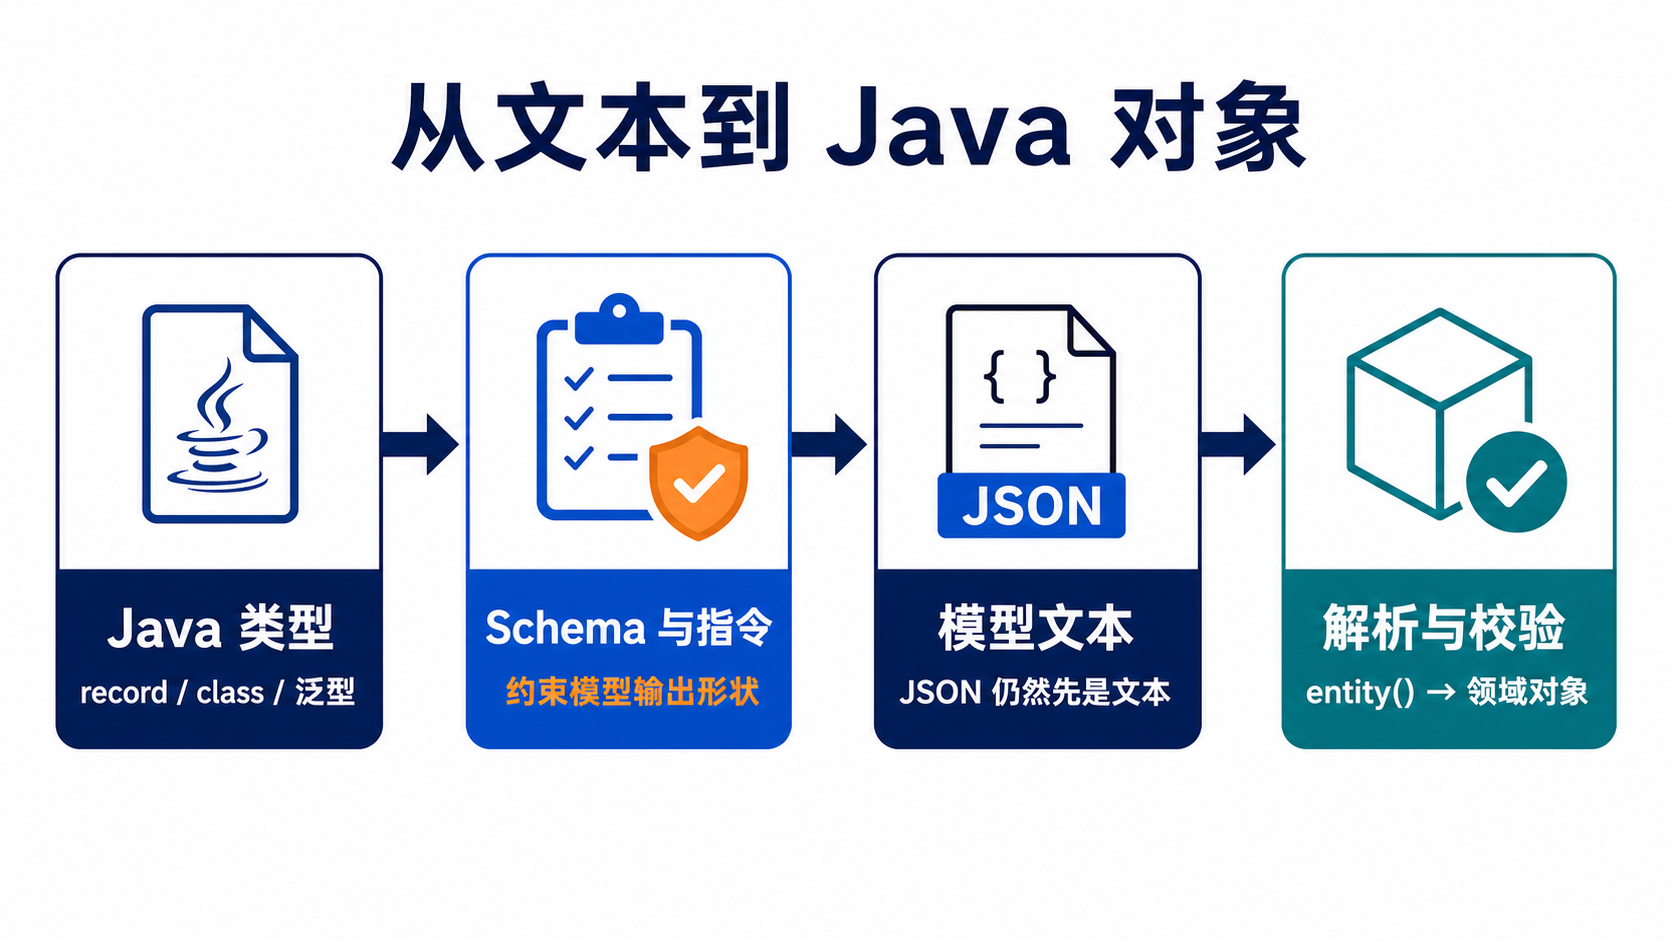 从文本到 Java 对象
{ }
JSON
Java 类型
record / class / 泛型
Schema 与指令
约束模型输出形状
模型文本
JSON 仍然先是文本
解析与校验
entity() → 领域对象